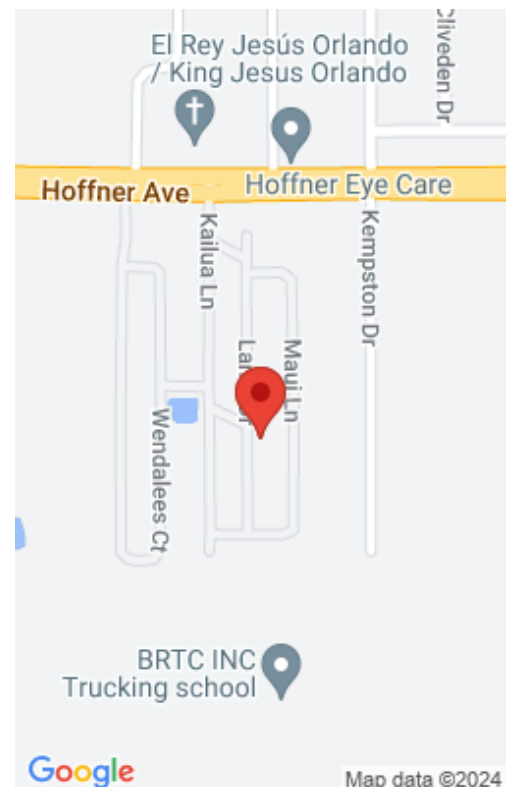 El Rey Jesús Orlando
/ King Jesus Orlando
Cliveden Dr
Hoffner Ave
Hoffner Eye Care
Kailua Ln
Kempston Dr
Maui Ln
Wendalees Ct
BRTC INC
Trucking school
Google
Map data ©2024